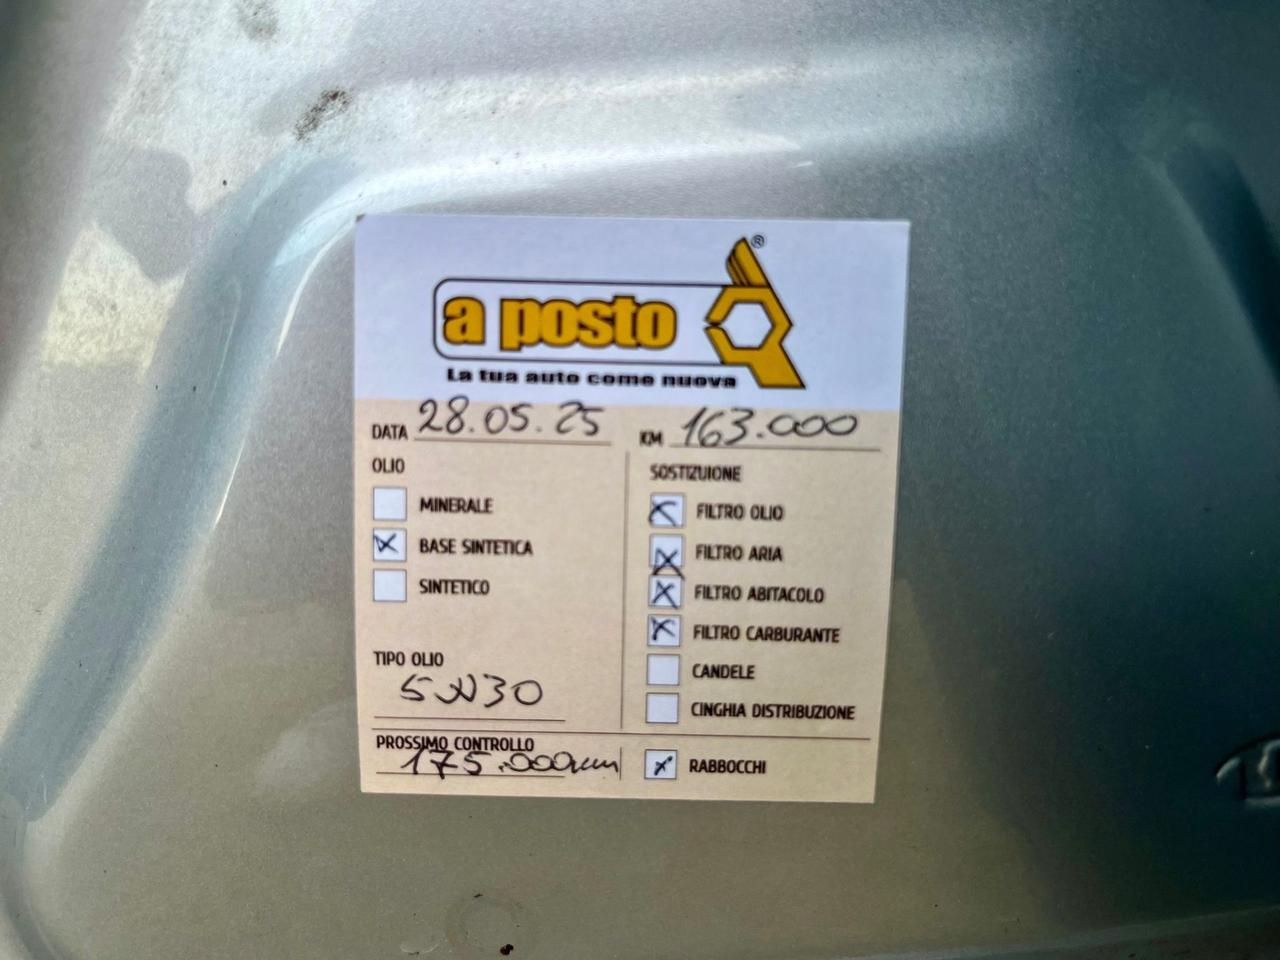 ®
a posto
La tua auto come nuova
DATA 28.05.25
KM 163.000
OLIO
MINERALE
BASE SINTETICA
SINTETICO
TIPO OLIO
5W30
SOSTIZUIONE
FILTRO OLIO
FILTRO ARIA
FILTRO ABITACOLO
FILTRO CARBURANTE
CANDELE
CINGHIA DISTRIBUZIONE
PROSSIMO CONTROLLO
175.000km
RABBOCCHI